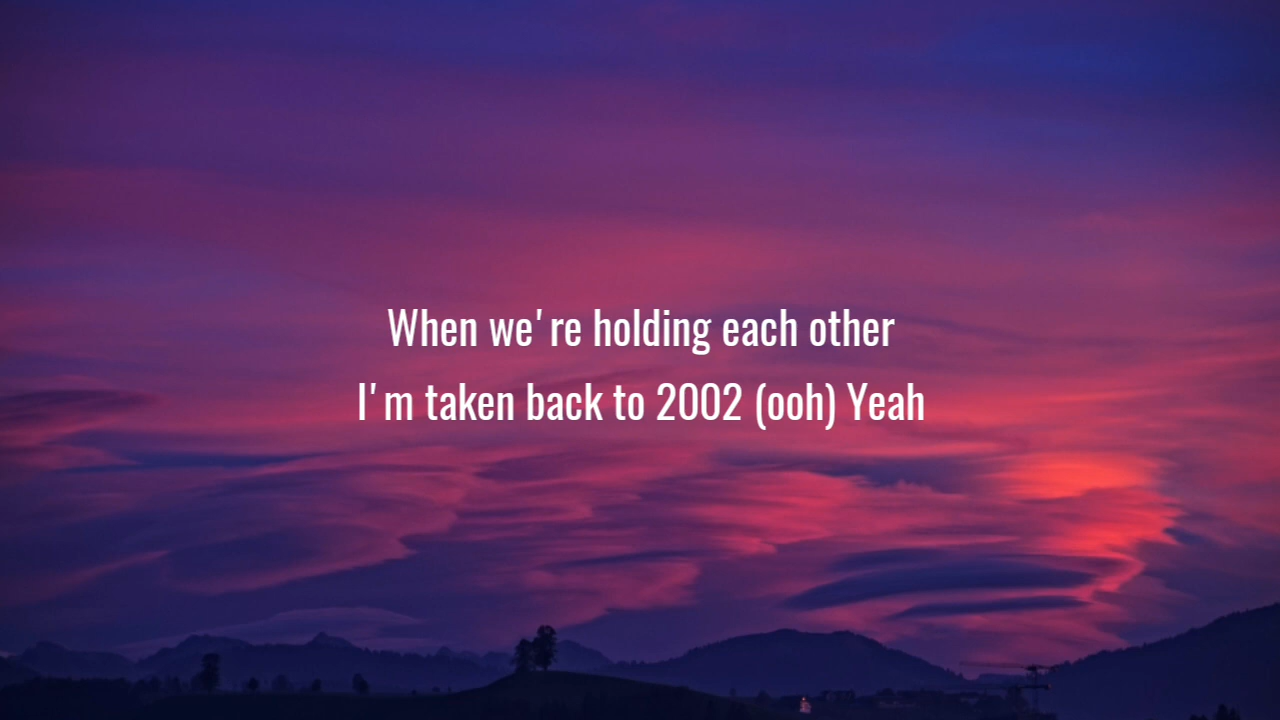 When we're holding each other
I'm taken back to 2002 (ooh) Yeah